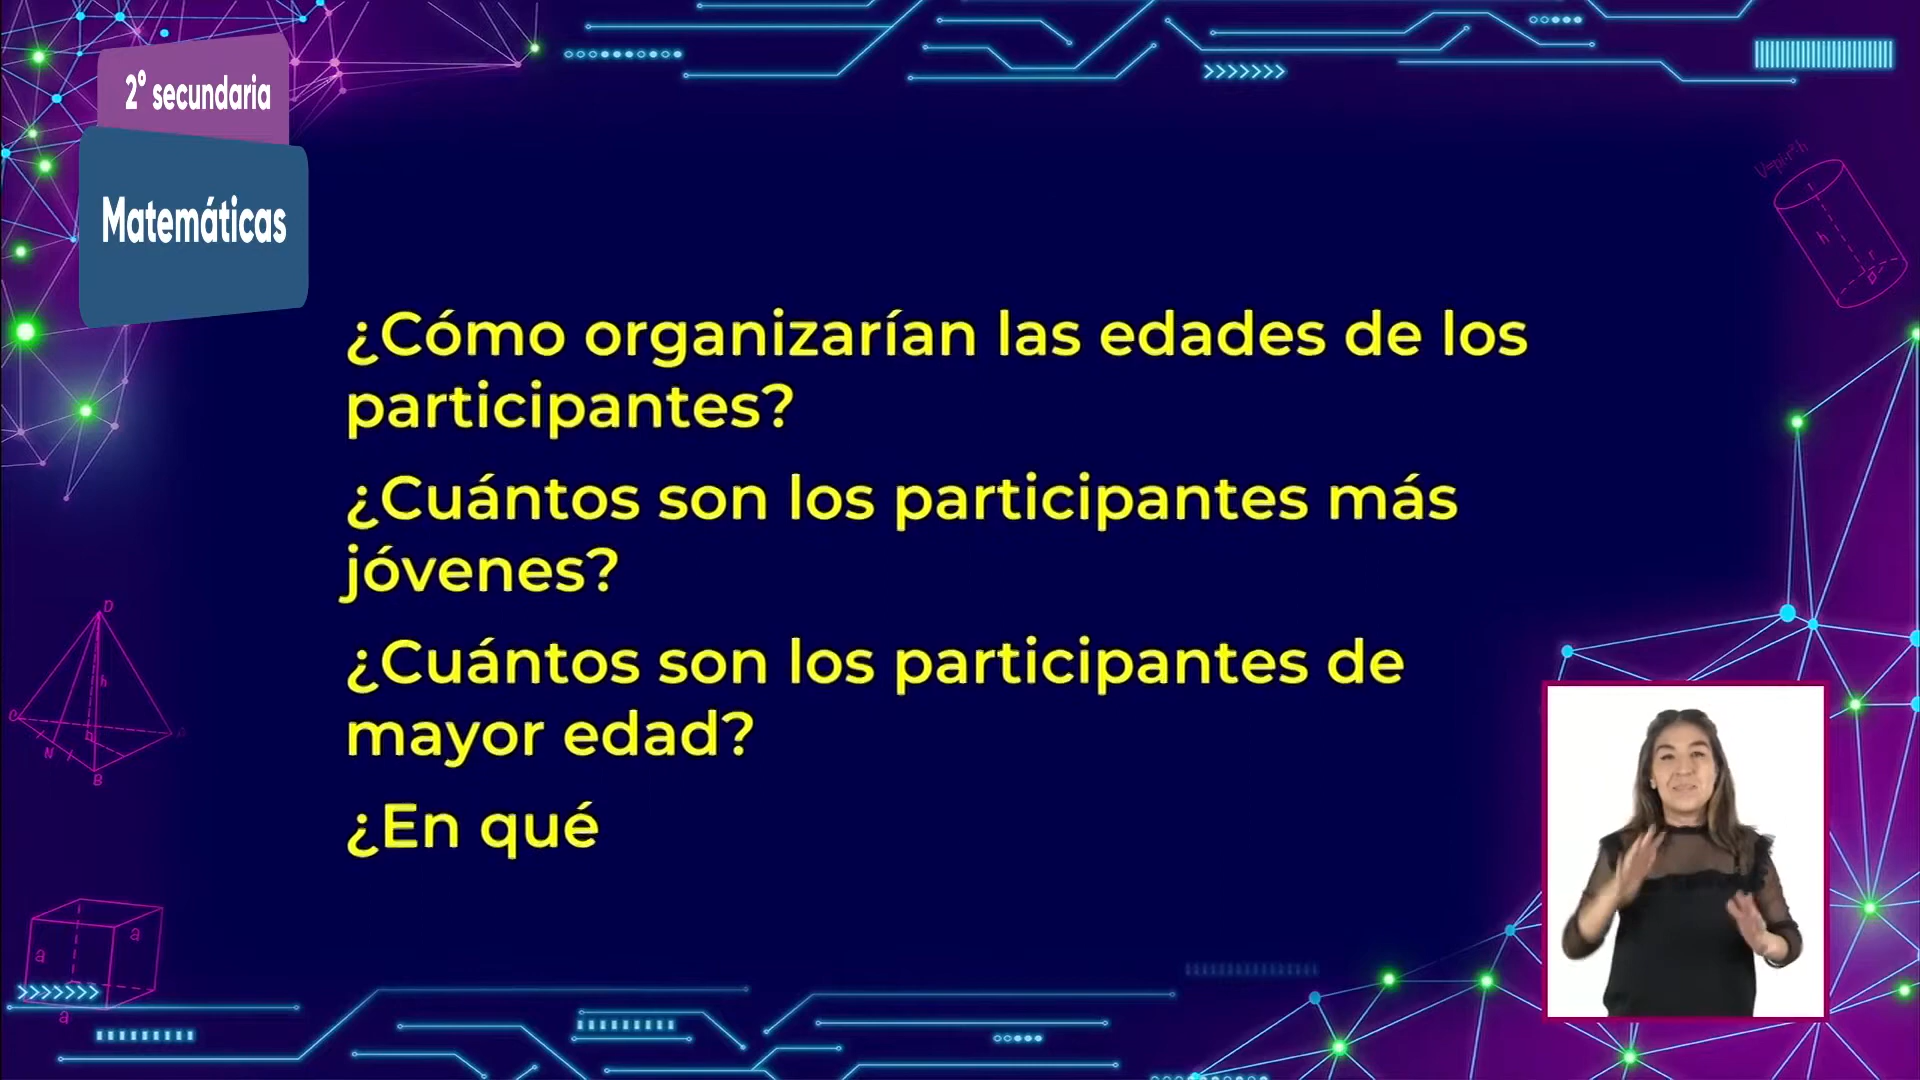 2° secundaria
Matemáticas
¿Cómo organizarían las edades de los
participantes?
¿Cuántos son los participantes más
jóvenes?
¿Cuántos son los participantes de
mayor edad?
¿En qué
D
h
C
b
N
B
a
a
a
h
r